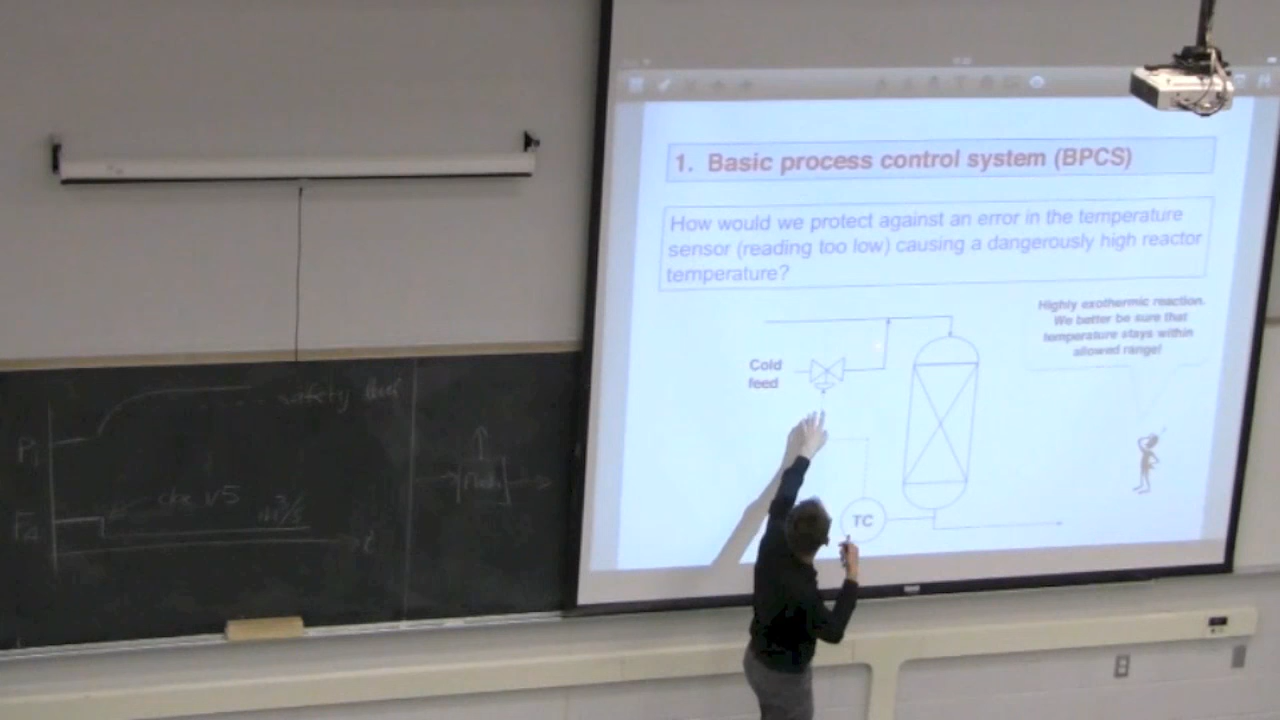 1. Basic process control system (BPCS)
How would we protect against an error in the temperature
sensor (reading too low) causing a dangerously high reactor
temperature?
Highly exothermic reaction.
We better be sure that
temperature stays within
allowed range!
Cold
feed
TC
safety
P1
F4
t